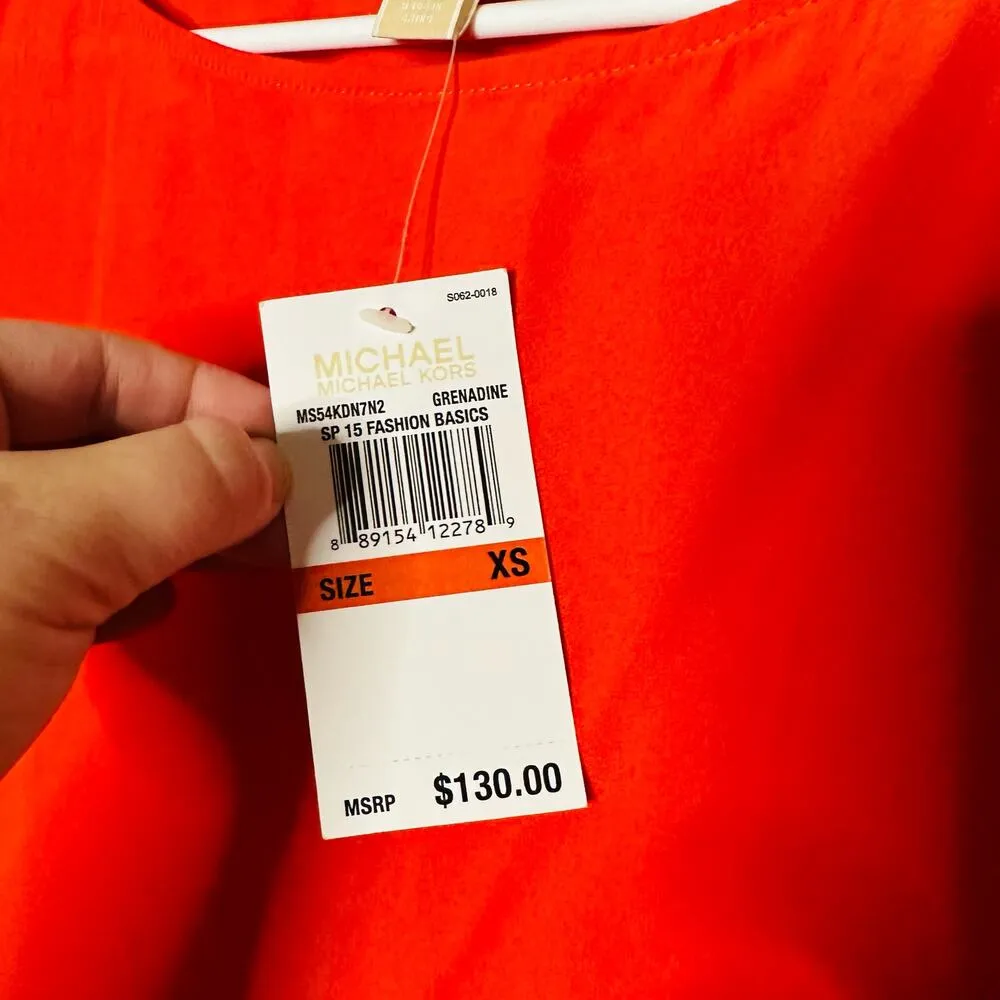 S062-0018
MICHAEL
MICHAEL KORS
MS54KDN7N2 GRENADINE
SP 15 FASHION BASICS
8 89154 12278 9
SIZE XS
MSRP $130.00